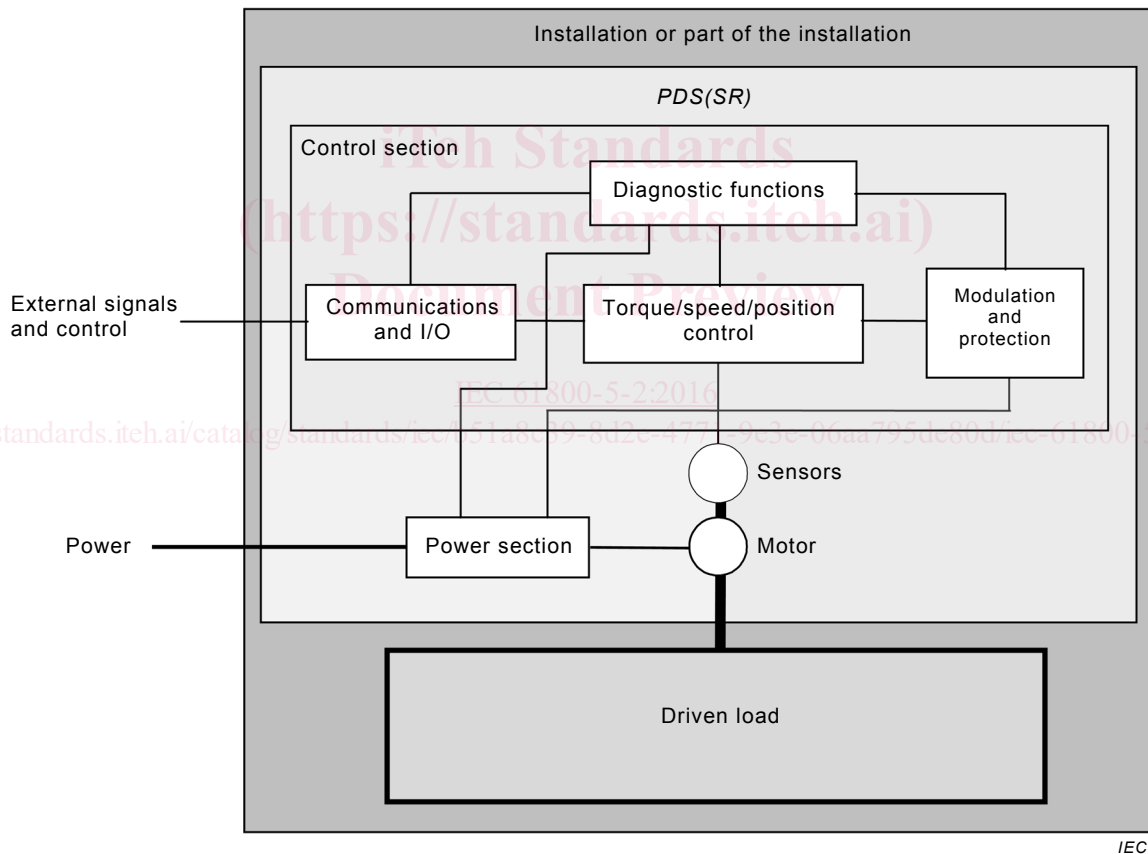 Installation or part of the installation
PDS(SR)
iTeh Standards
Control section
Diagnostic functions
(https://standards.iteh.ai)
Document Preview
External signals
and control
Communications
and I/O
Torque/speed/position
control
Modulation
and
protection
IEC 61800-5-2:2016
Sensors
Power
Power section
Motor
Driven load
IEC